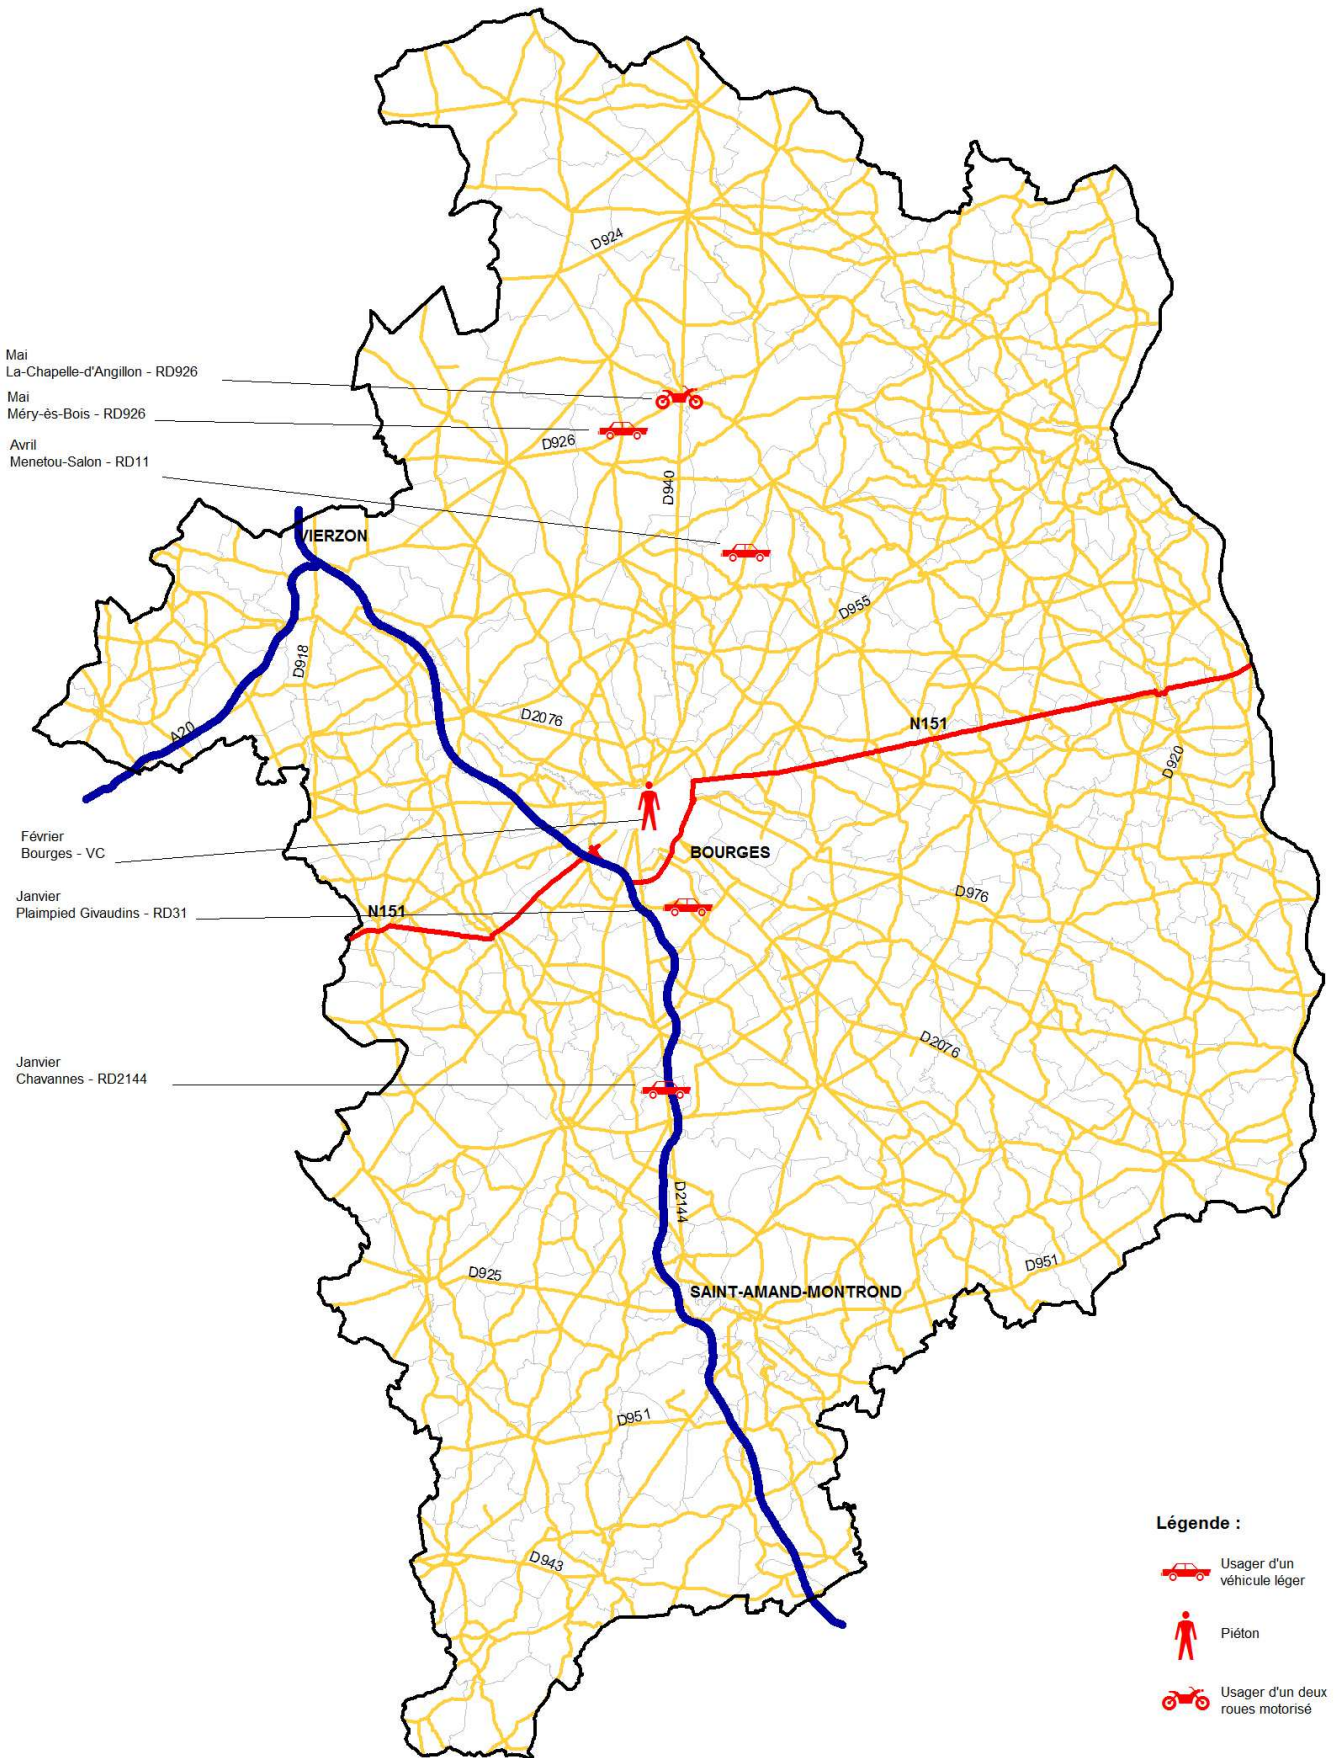 D924
Mai
La-Chapelle-d'Angillon - RD926
Mai
Méry-ès-Bois - RD926
Avril
Menetou-Salon - RD11
D926
D940
VIERZON
D955
D918
A20
D2076
N151
D920
Février
Bourges - VC
BOURGES
Janvier
Plaimpied Givaudins - RD31
N151
D976
D2076
Janvier
Chavannes - RD2144
D2144
D925
D951
SAINT-AMAND-MONTROND
D951
D943
Légende :
Usager d'un
véhicule léger
Piéton
Usager d'un deux
roues motorisé